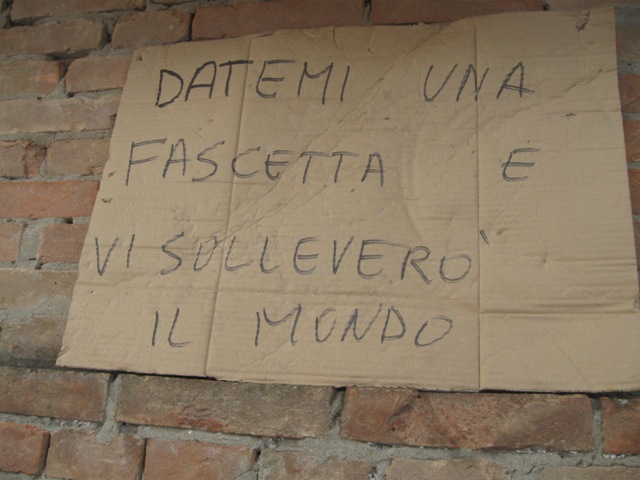 DATEMI UNA
FASCETTA E
VI SOLLEVERO`
IL MONDO